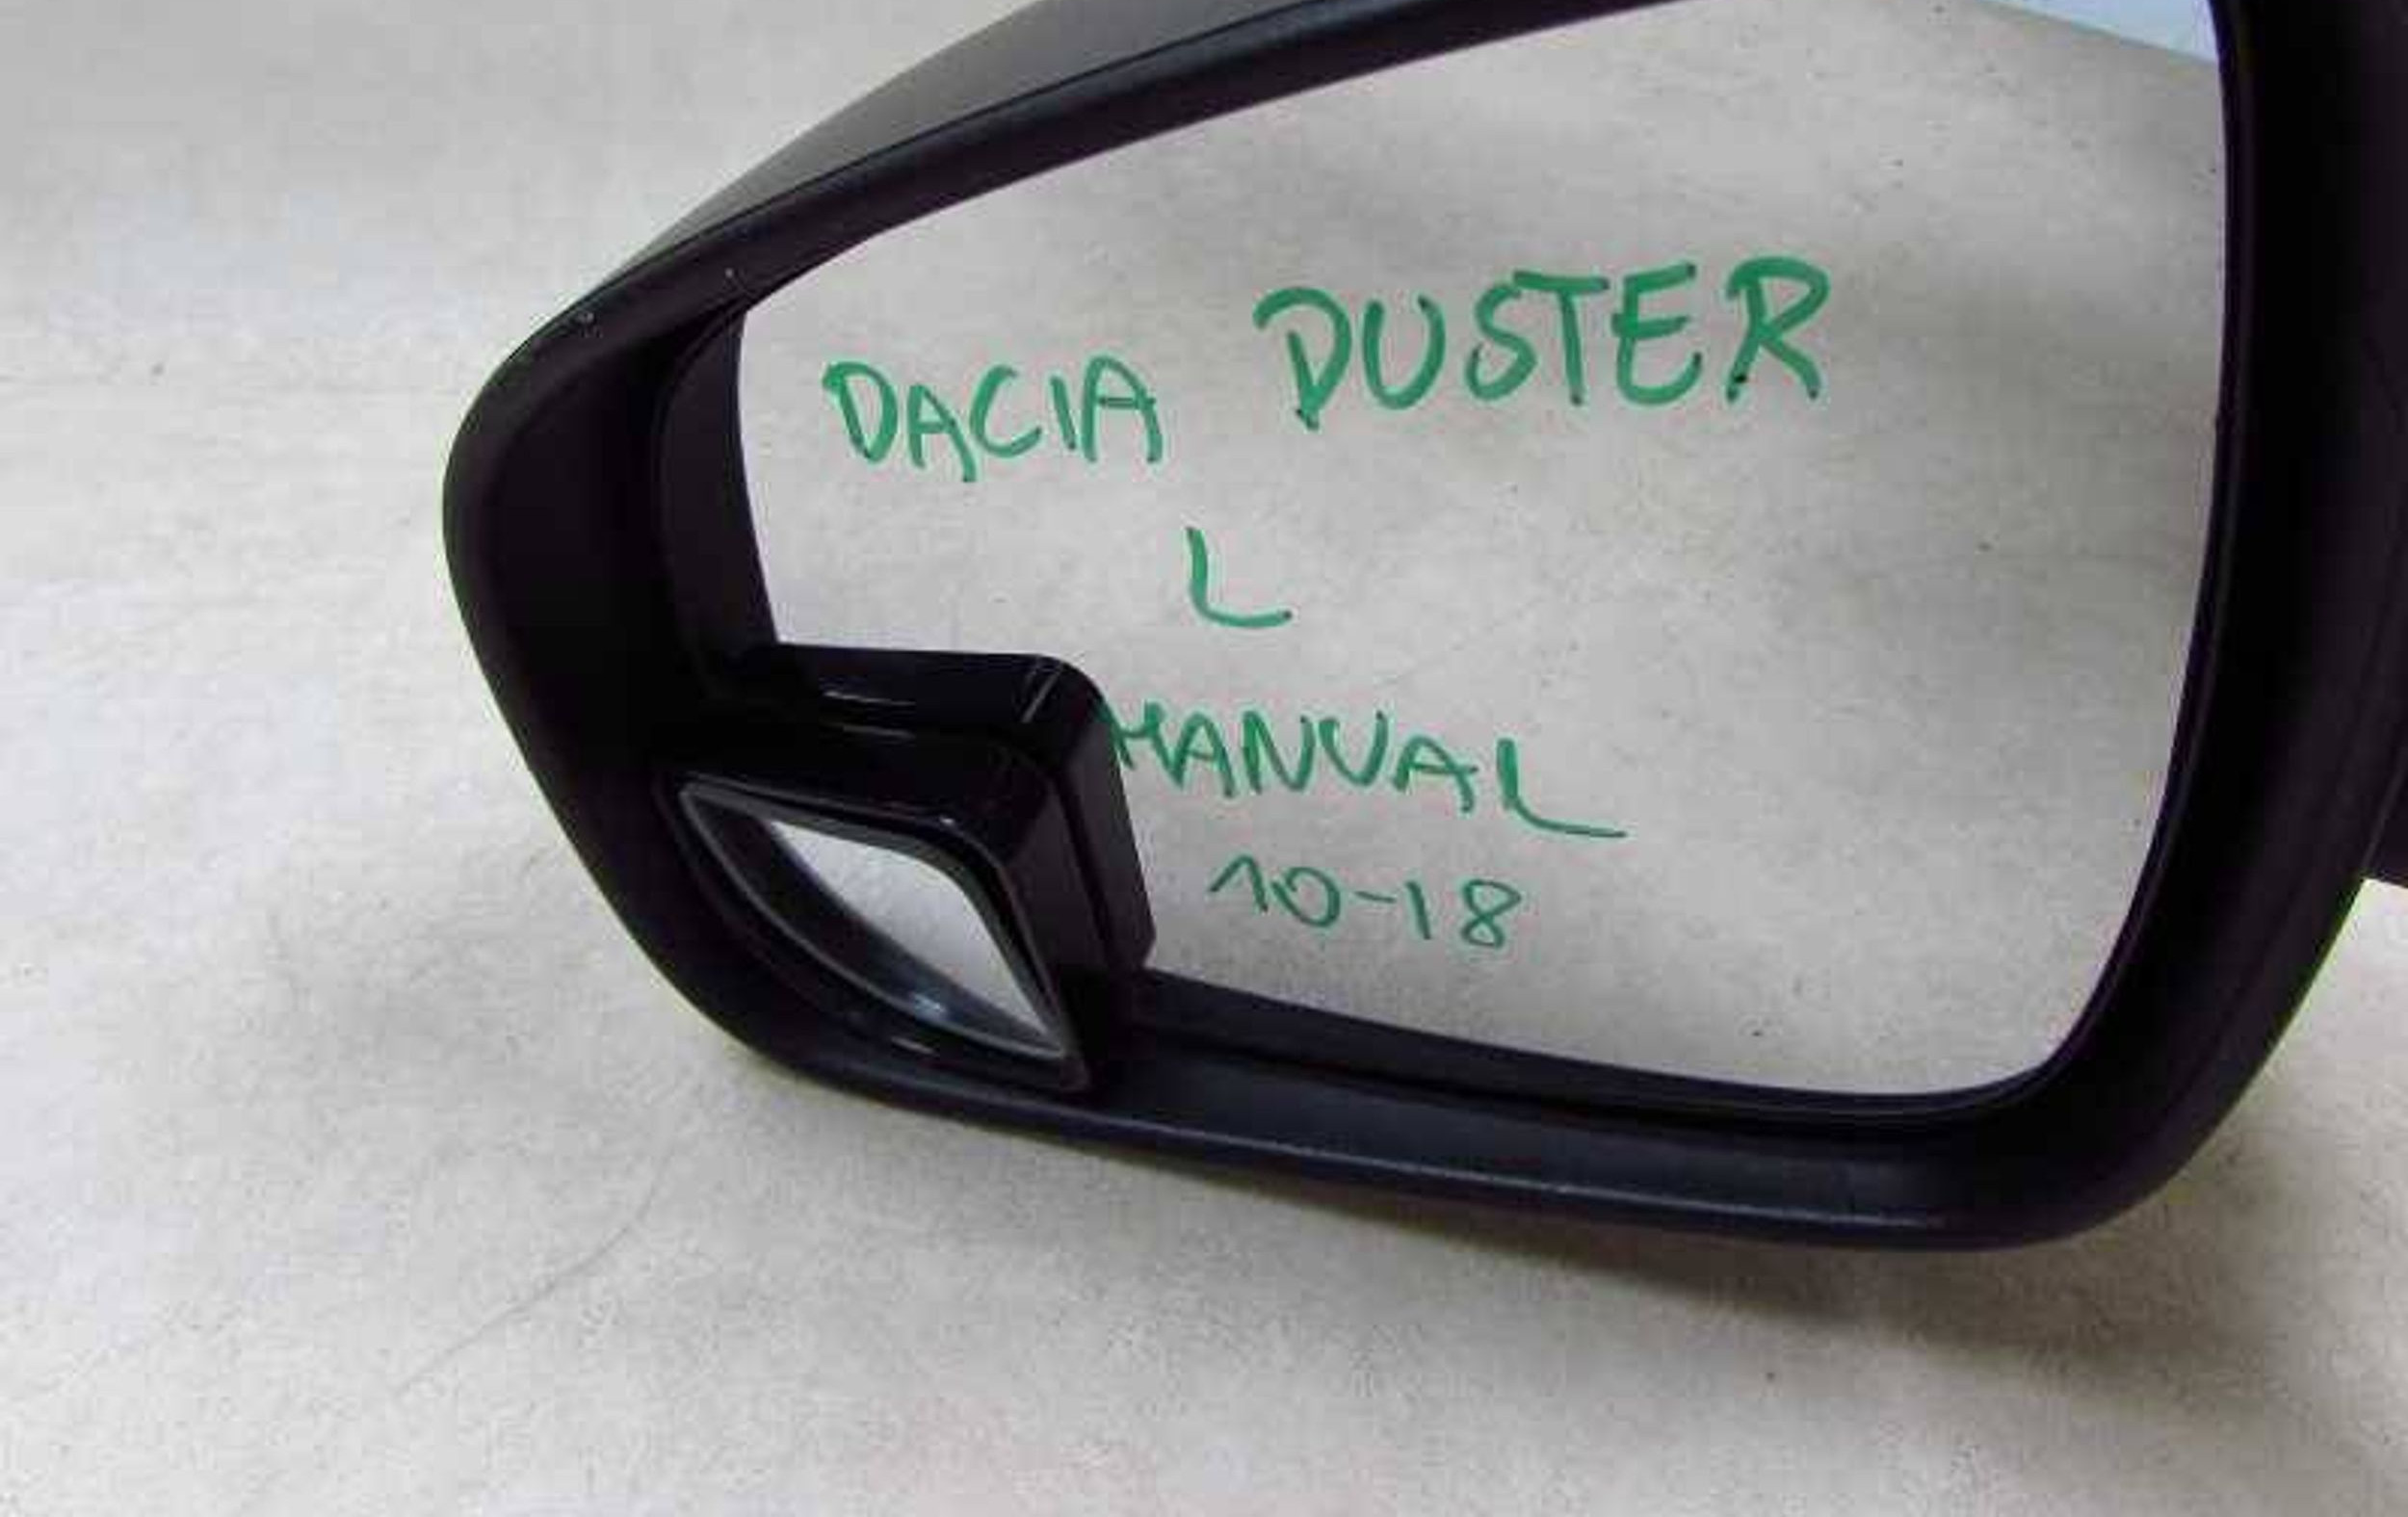 DACIA DUSTER
L
MANUAL
10-18